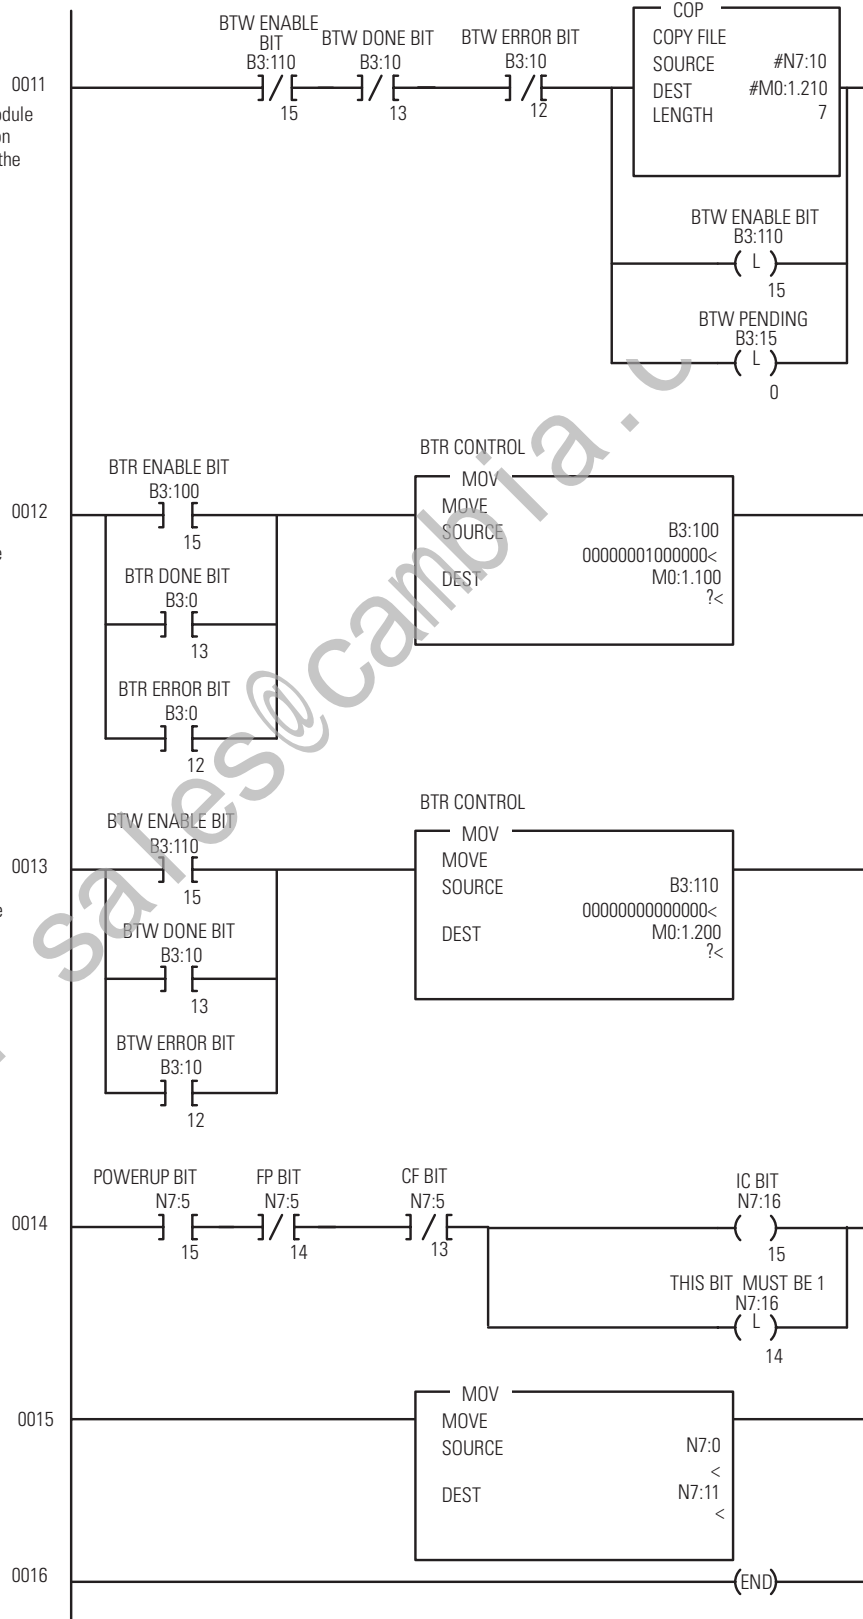 BTW ENABLE
BIT
B3:110
15
BTW DONE BIT
B3:10
13
BTW ERROR BIT
B3:10
12
COP
COPY FILE
SOURCE #N7:10
DEST #M0:1.210
LENGTH 7
0011
odule
on
the
BTW ENABLE BIT
B3:110
L
15
BTW PENDING
B3:15
L
0
BTR ENABLE BIT
B3:100
15
BTR DONE BIT
B3:0
13
BTR ERROR BIT
B3:0
12
0012
e
BTR CONTROL
MOV
MOVE
SOURCE B3:100
00000001000000<
DEST M0:1.100
?<
BTW ENABLE BIT
B3:110
15
BTW DONE BIT
B3:10
13
BTW ERROR BIT
B3:10
12
0013
e
BTR CONTROL
MOV
MOVE
SOURCE B3:110
00000000000000<
DEST M0:1.200
?<
POWERUP BIT
N7:5
15
FP BIT
N7:5
14
CF BIT
N7:5
13
0014
IC BIT
N7:16
15
THIS BIT MUST BE 1
N7:16
L
14
0015
MOV
MOVE
SOURCE N7:0
<
DEST N7:11
<
0016
END
sales@cambia.c